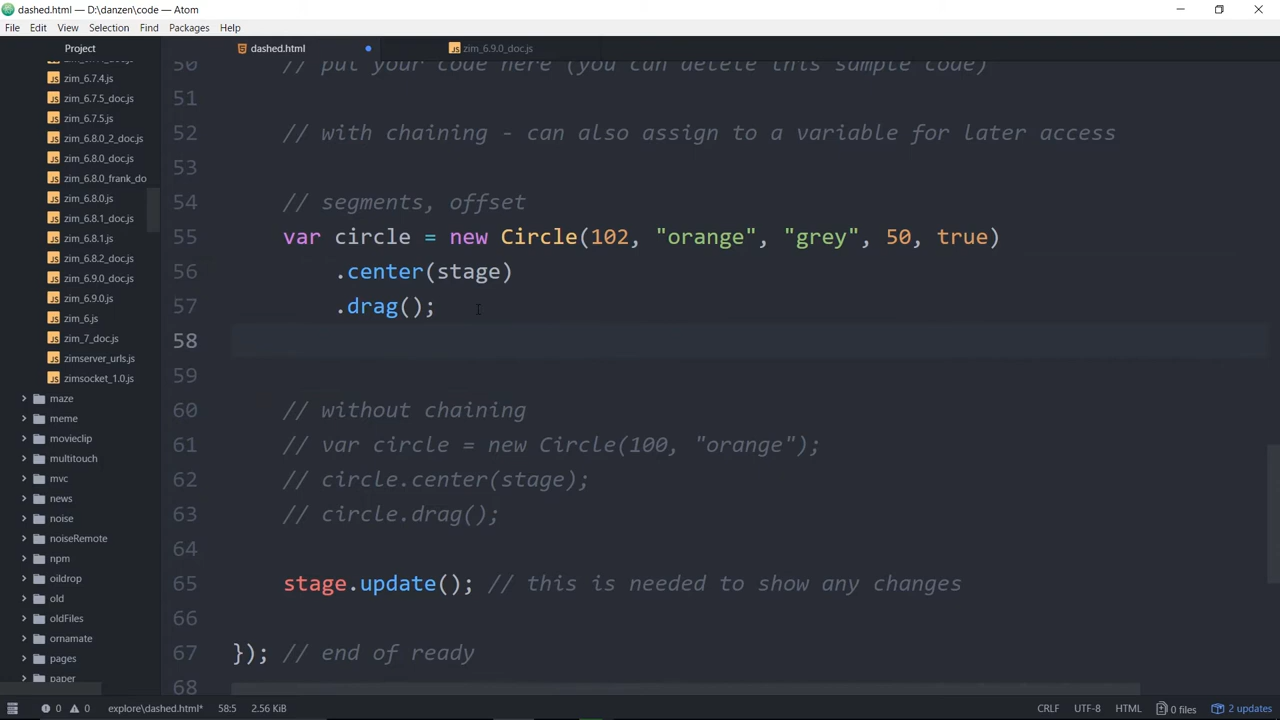 dashed.html — D:\danzen\code — Atom
File Edit View Selection Find Packages Help
Project
dashed.html
zim_6.9.0_doc.js
zim_6.7.4.js
zim_6.7.5_doc.js
zim_6.7.5.js
zim_6.8.0_2_doc.js
zim_6.8.0_doc.js
zim_6.8.0_frank_do
zim_6.8.0.js
zim_6.8.1_doc.js
zim_6.8.1.js
zim_6.8.2_doc.js
zim_6.9.0_doc.js
zim_6.9.0.js
zim_6.js
zim_7_doc.js
zimserver_urls.js
zimsocket_1.0.js
maze
meme
movieclip
multitouch
mvc
news
noise
noiseRemote
npm
oildrop
old
oldFiles
ornamate
pages
paper
50 // put your code here (you can delete this sample code)
51
52 // with chaining - can also assign to a variable for later access
53
54 // segments, offset
55 var circle = new Circle(102, "orange", "grey", 50, true)
56 .center(stage)
57 .drag();
58
59
60 // without chaining
61 // var circle = new Circle(100, "orange");
62 // circle.center(stage);
63 // circle.drag();
64
65 stage.update(); // this is needed to show any changes
66
67 }); // end of ready
68
0 0 explore\dashed.html* 58:5 2.56 KiB CRLF UTF-8 HTML 0 files 2 updates